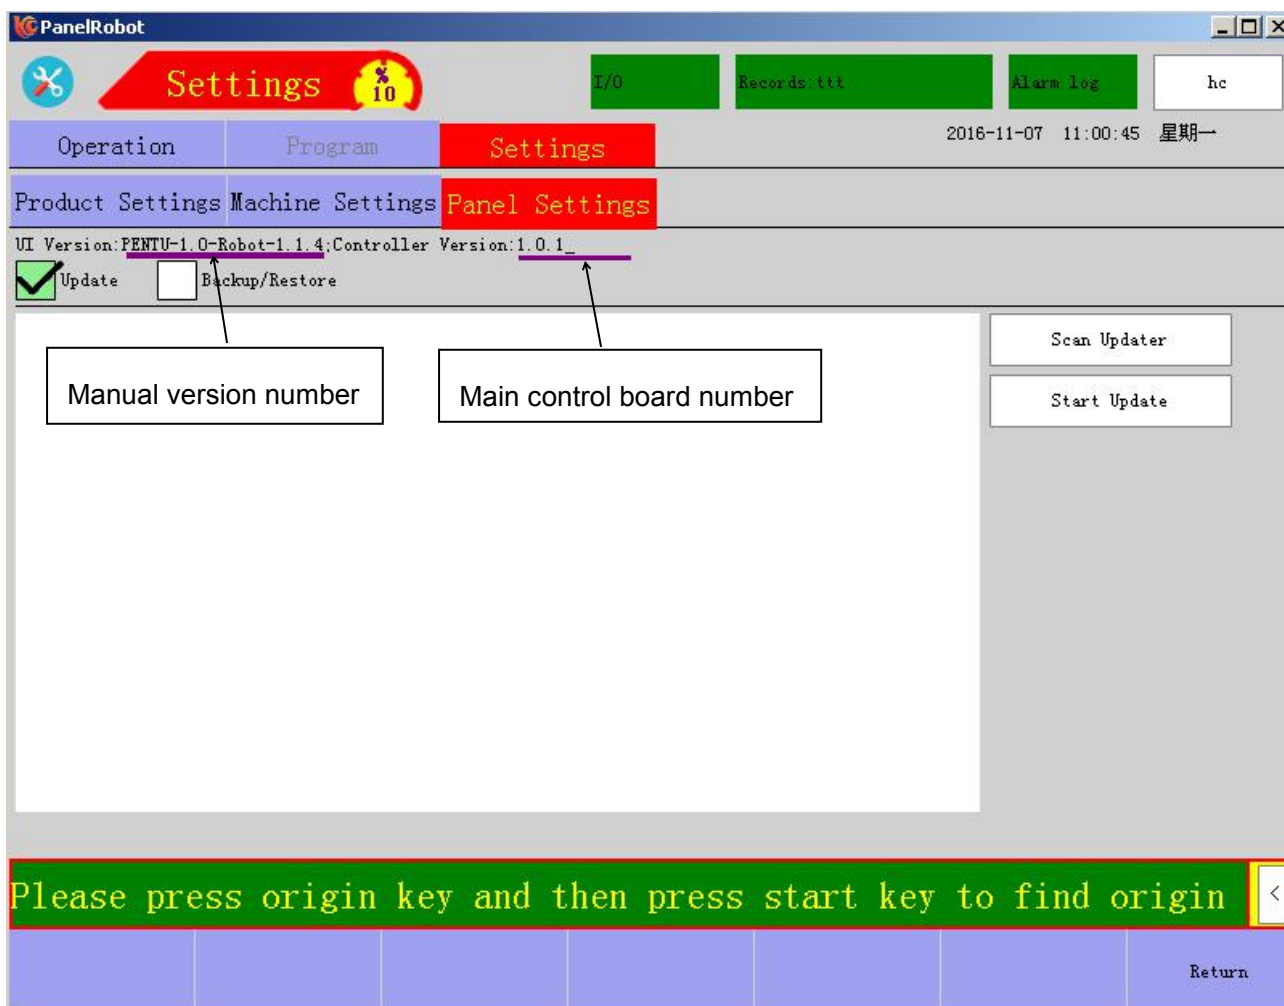 PanelRobot
Settings % 10 I/O Records:ttt Alarm log hc
Operation Program Settings 2016-11-07 11:00:45 星期一
Product Settings Machine Settings Panel Settings
UI Version:PENTU-1.0-Robot-1.1.4;Controller Version:1.0.1_
Update Backup/Restore
Scan Updater
Manual version number Main control board number Start Update
Please press origin key and then press start key to find origin <
Return